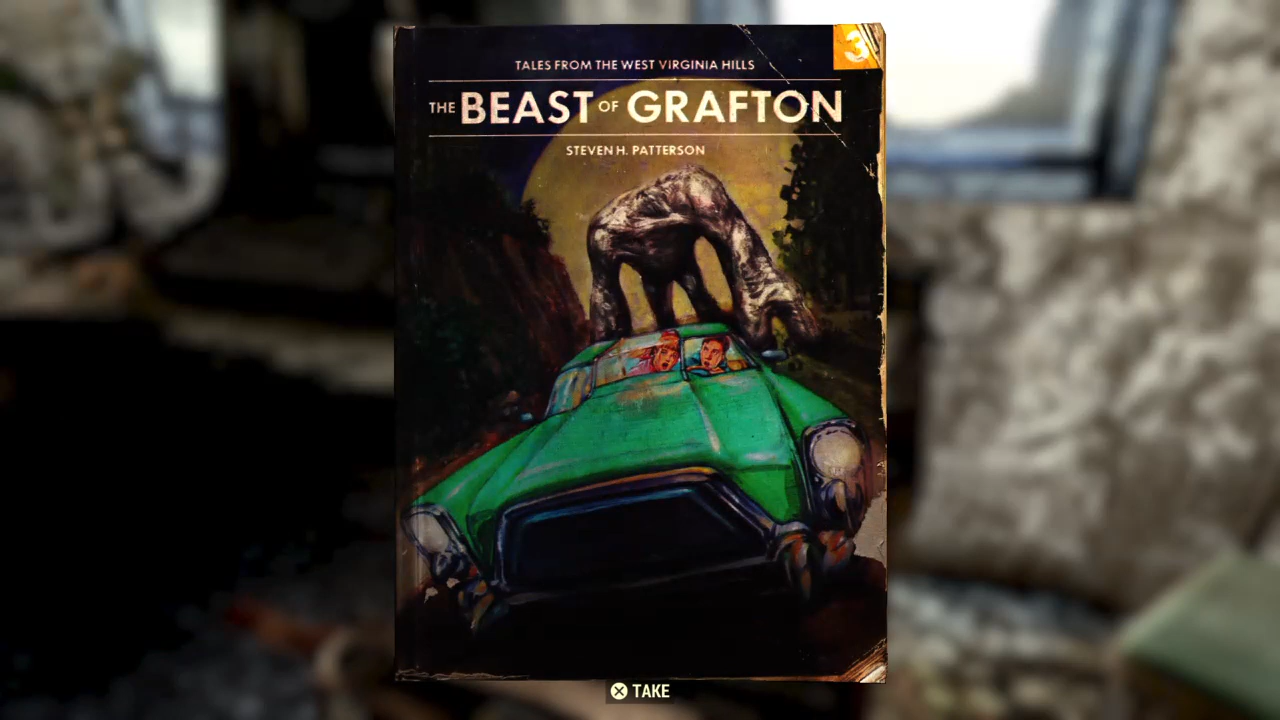 3
TALES FROM THE WEST VIRGINIA HILLS
THE BEAST OF GRAFTON
STEVEN H. PATTERSON
X TAKE